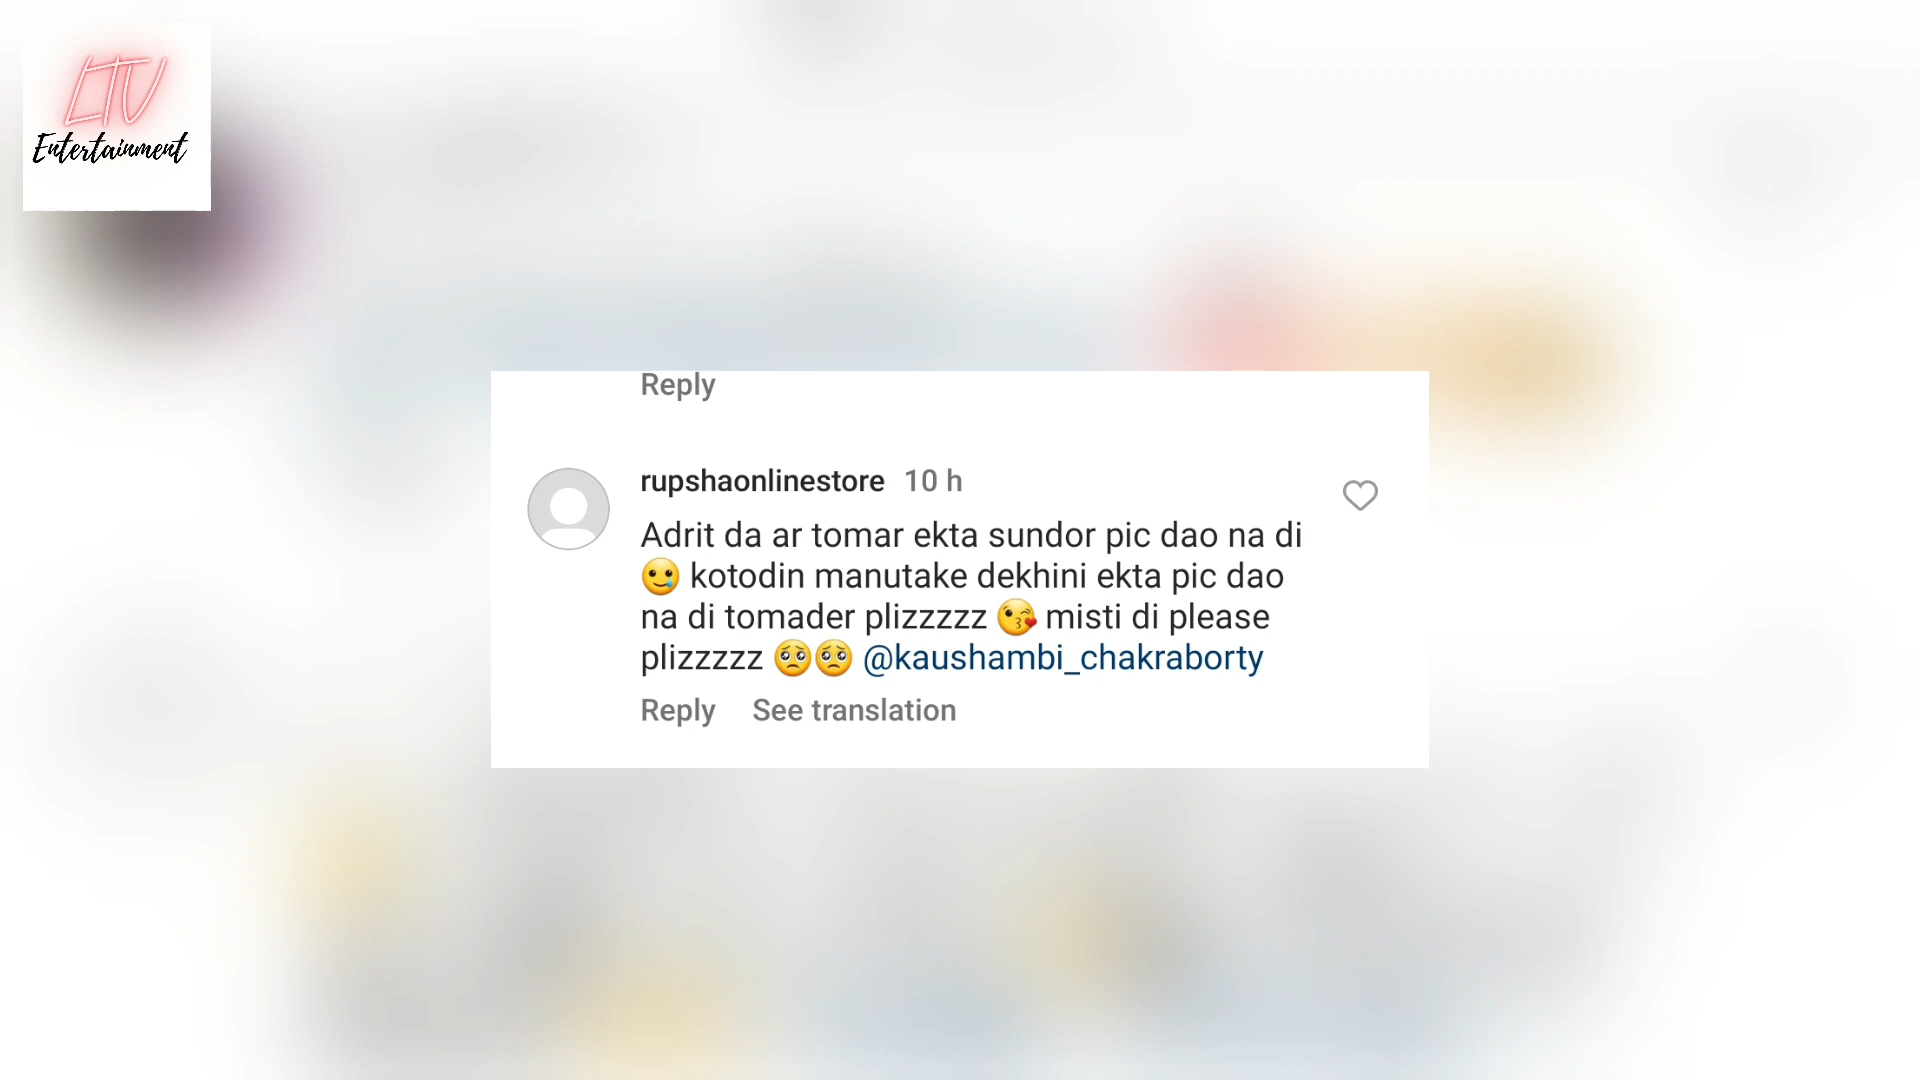 LTV
Entertainment
Reply
rupshaonlinestore 10 h
Adrit da ar tomar ekta sundor pic dao na di
🥲 kotodin manutake dekhini ekta pic dao
na di tomader plizzzzz 😘 misti di please
plizzzzz 🥺🥺 @kaushambi_chakraborty
Reply See translation